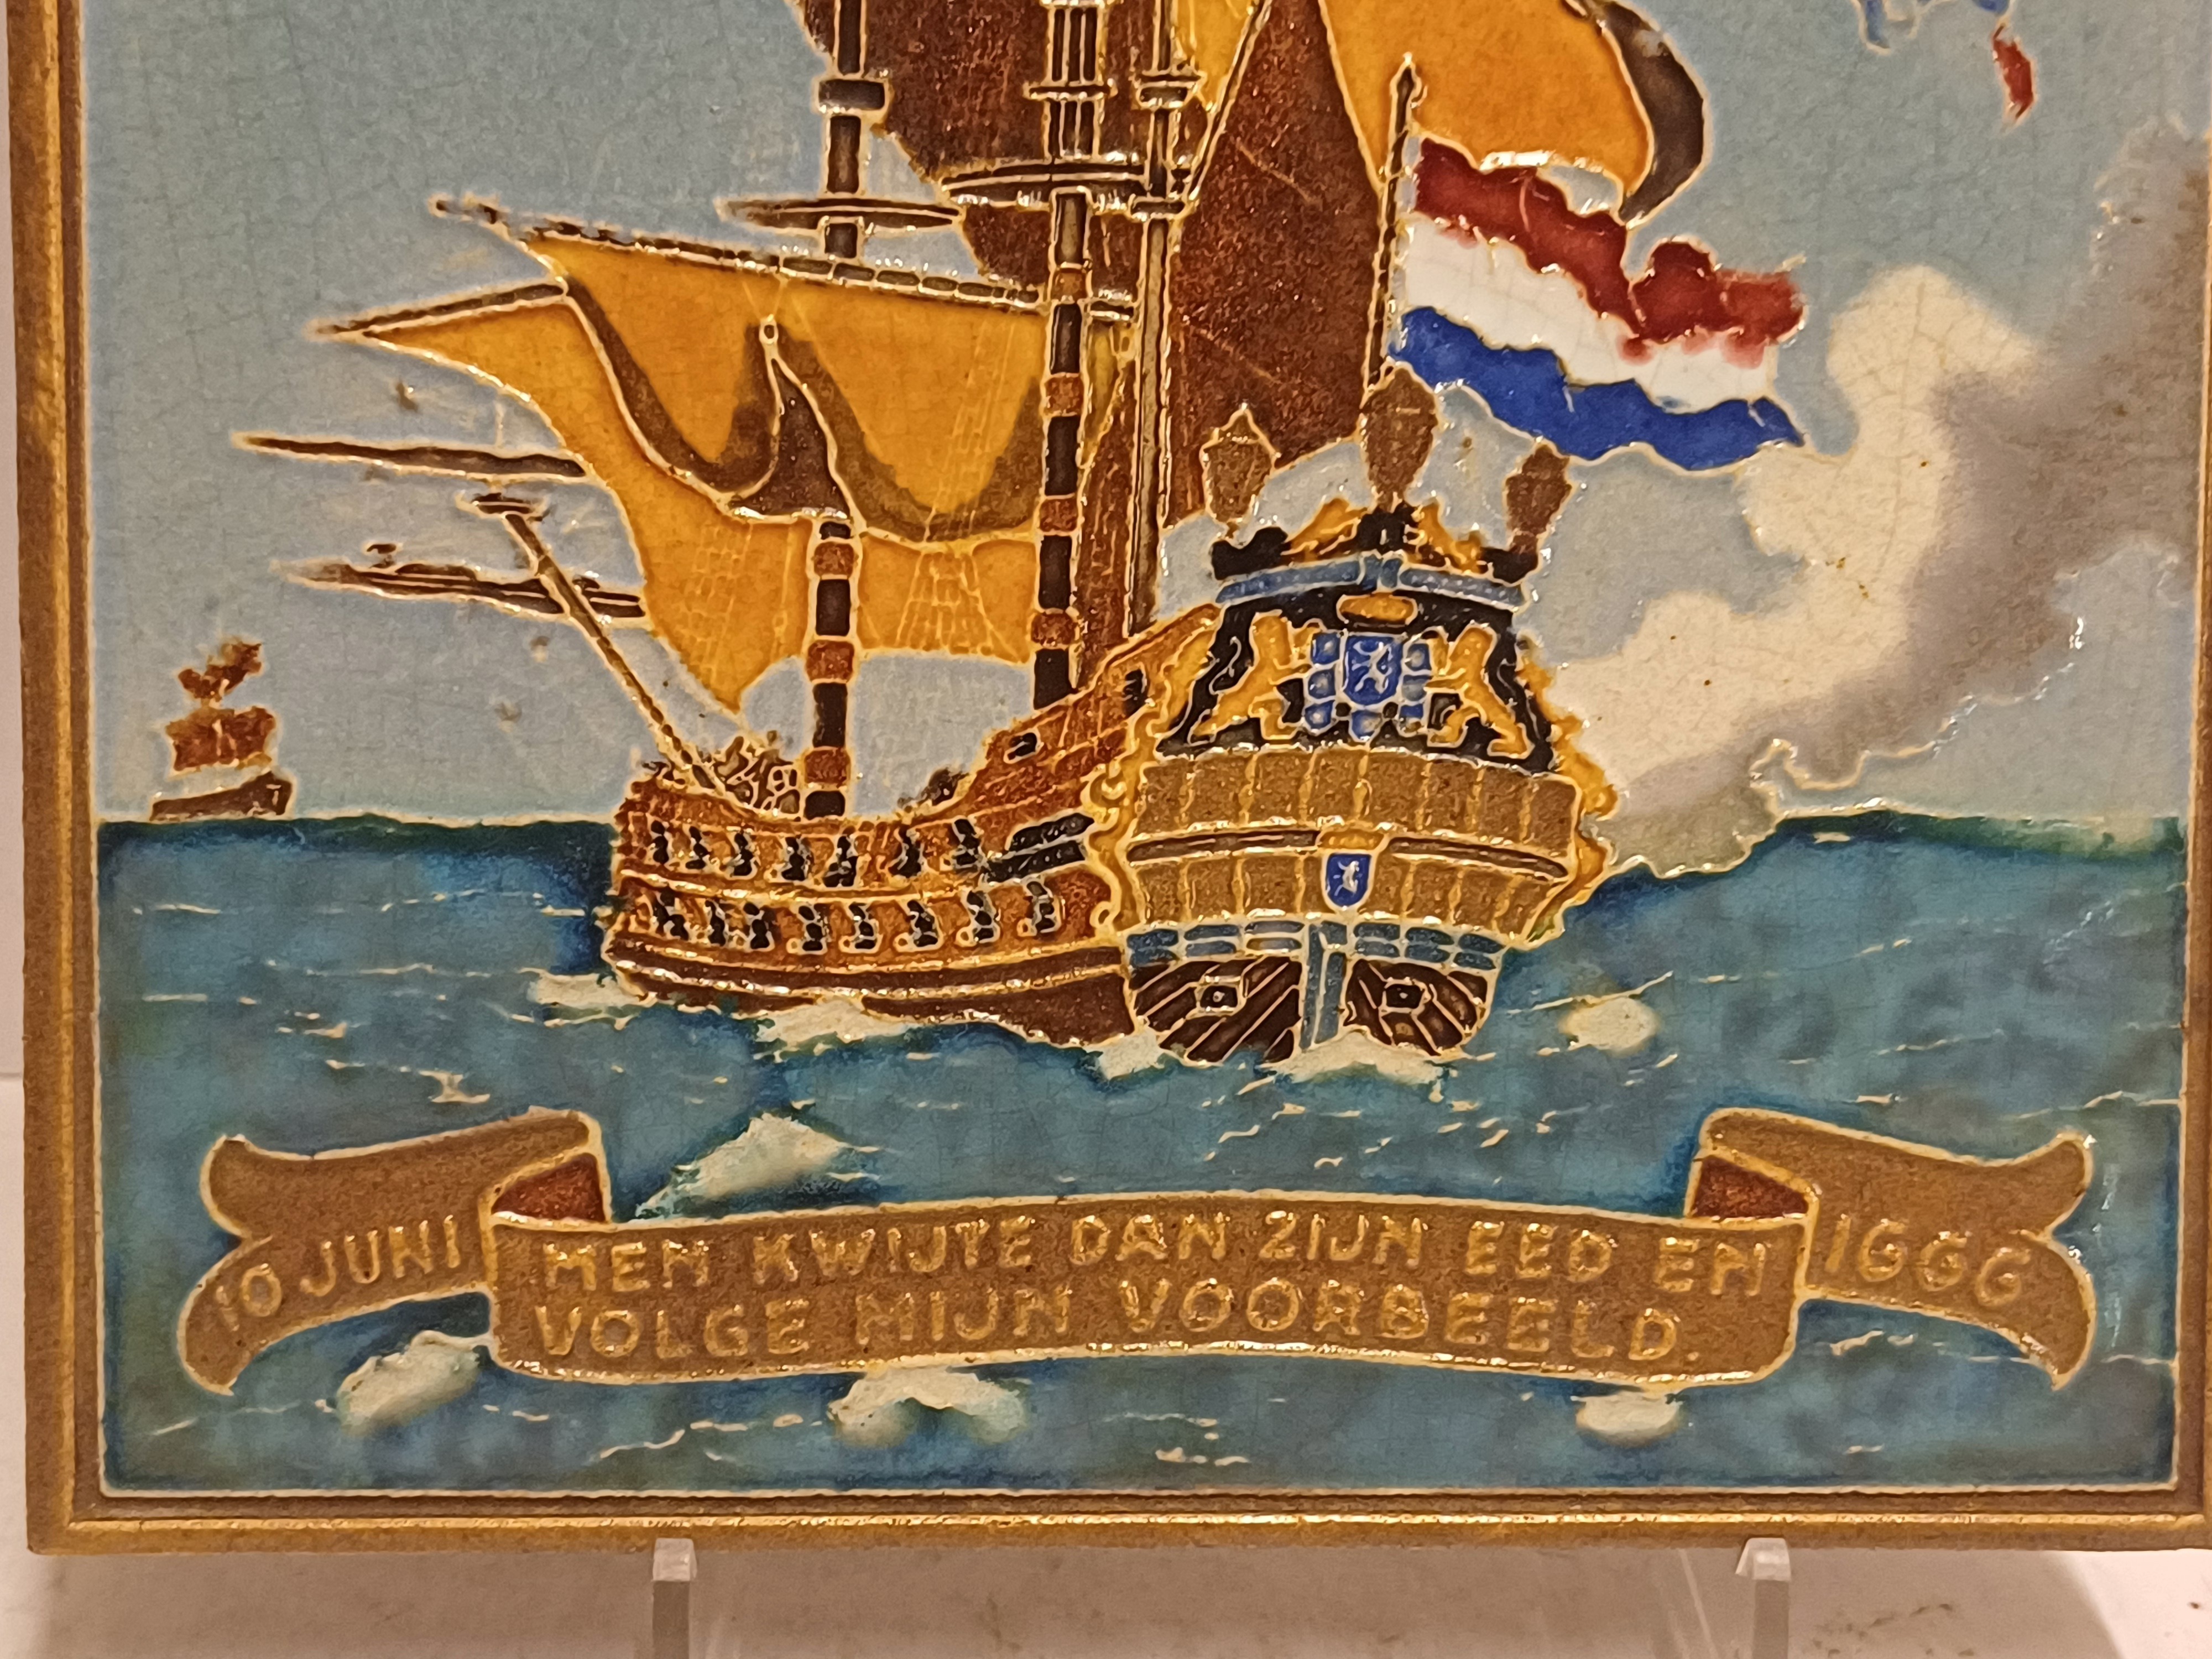 10 JUNI
MEN KWIJTE DAN ZIJN EED EN
VOLGE MIJN VOORBEELD.
1666